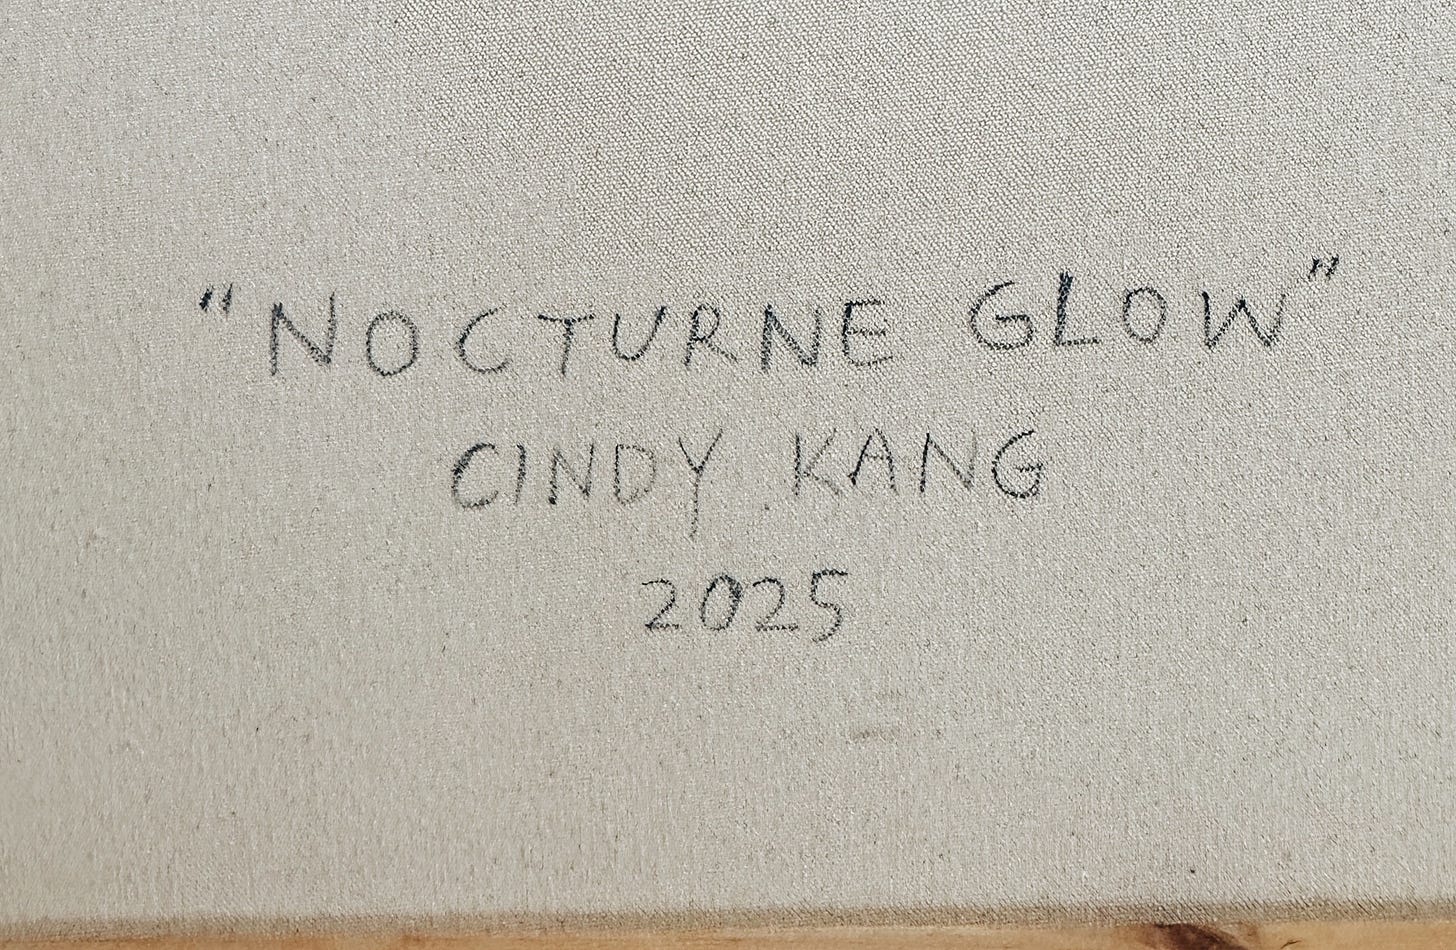 “NOCTURNE GLOW”
CINDY KANG
2025